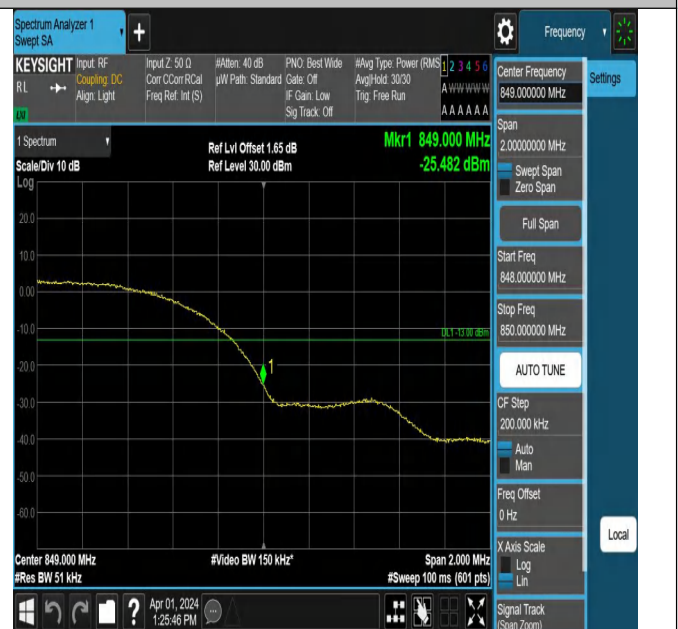 Spectrum Analyzer 1
Swept SA
+
Frequency
KEYSIGHT
RL
LXI
Input: RF
Coupling: DC
Align: Light
Input Z: 50 Ω
Corr CCorr RCal
Freq Ref: Int (S)
#Atten: 40 dB
µW Path: Standard
PNO: Best Wide
Gate: Off
IF Gain: Low
Sig Track: Off
#Avg Type: Power (RMS
Avg|Hold: 30/30
Trig: Free Run
1 2 3 4 5 6
A W W W W W
A A A A A A
Center Frequency
849.000000 MHz
Settings
Span
2.00000000 MHz
Swept Span
Zero Span
Full Span
Start Freq
848.000000 MHz
Stop Freq
850.000000 MHz
AUTO TUNE
CF Step
200.000 kHz
Auto
Man
Freq Offset
0 Hz
X Axis Scale
Log
Lin
Signal Track
(Span Zoom)
Local
1 Spectrum
Scale/Div 10 dB
Log
Ref Lvl Offset 1.65 dB
Ref Level 30.00 dBm
Mkr1 849.000 MHz
-25.482 dBm
20.0
10.0
0.00
-10.0
-20.0
-30.0
-40.0
-50.0
-60.0
DL1 -13.00 dBm
1
Center 849.000 MHz
#Res BW 51 kHz
#Video BW 150 kHz*
Span 2.000 MHz
#Sweep 100 ms (601 pts)
?
Apr 01, 2024
1:25:46 PM